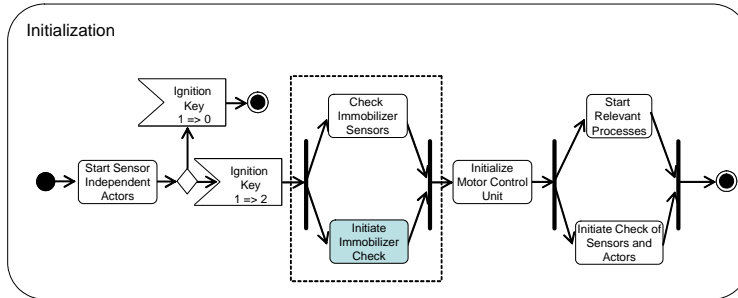 Initialization
Ignition
Key
1 => 0
Start Sensor
Independent
Actors
Ignition
Key
1 => 2
Check
Immobilizer
Sensors
Initiate
Immobilizer
Check
Initialize
Motor Control
Unit
Start
Relevant
Processes
Initiate Check of
Sensors and
Actors